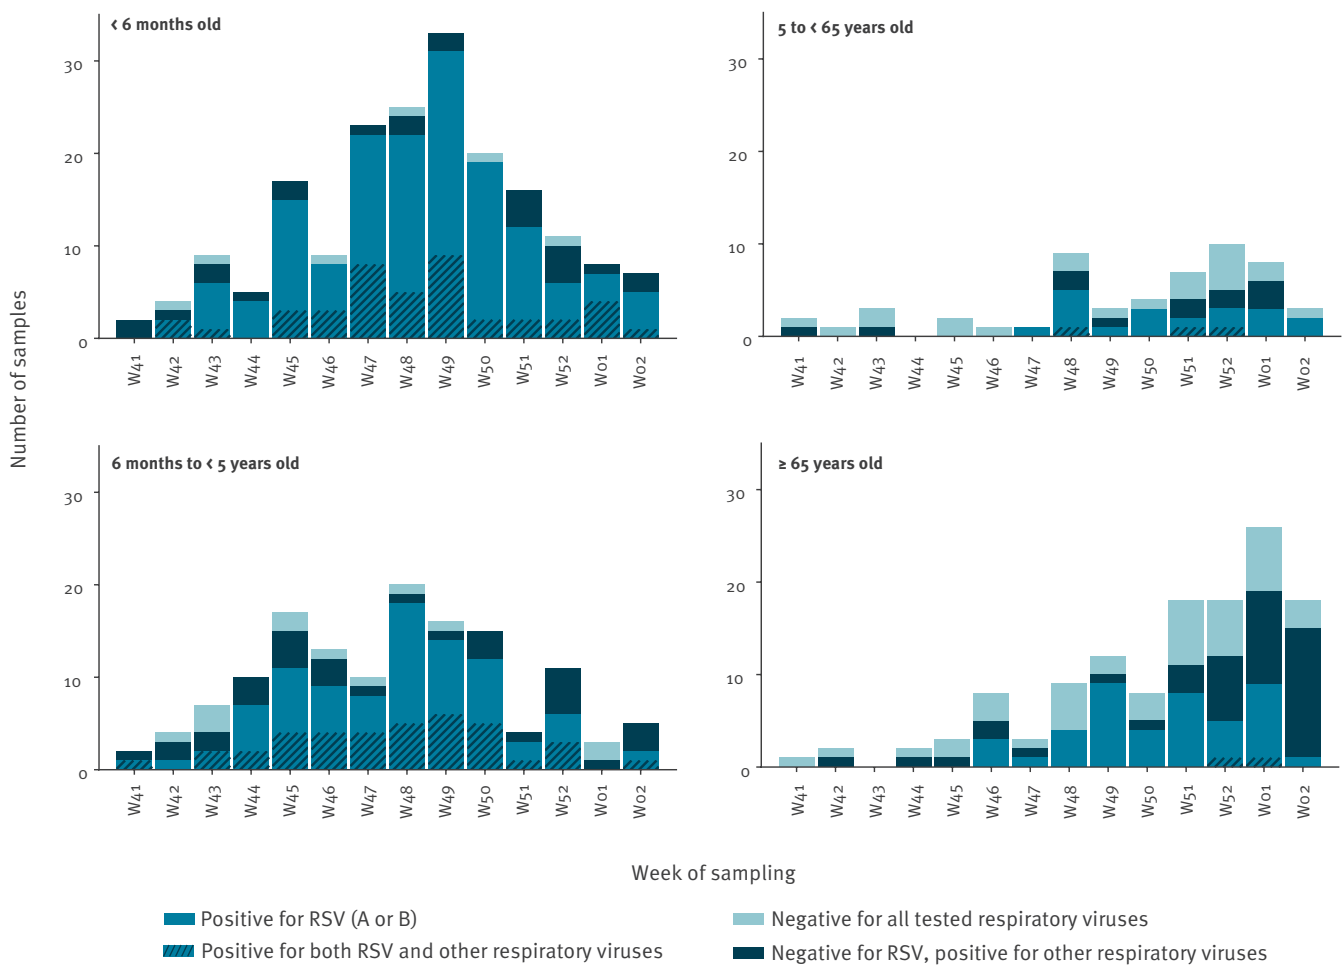 Number of samples
< 6 months old
30
20
10
0
W41 W42 W43 W44 W45 W46 W47 W48 W49 W50 W51 W52 W01 W02
5 to < 65 years old
30
20
10
0
W41 W42 W43 W44 W45 W46 W47 W48 W49 W50 W51 W52 W01 W02
6 months to < 5 years old
30
20
10
0
W41 W42 W43 W44 W45 W46 W47 W48 W49 W50 W51 W52 W01 W02
≥ 65 years old
30
20
10
0
W41 W42 W43 W44 W45 W46 W47 W48 W49 W50 W51 W52 W01 W02
Week of sampling
Positive for RSV (A or B)
Positive for both RSV and other respiratory viruses
Negative for all tested respiratory viruses
Negative for RSV, positive for other respiratory viruses